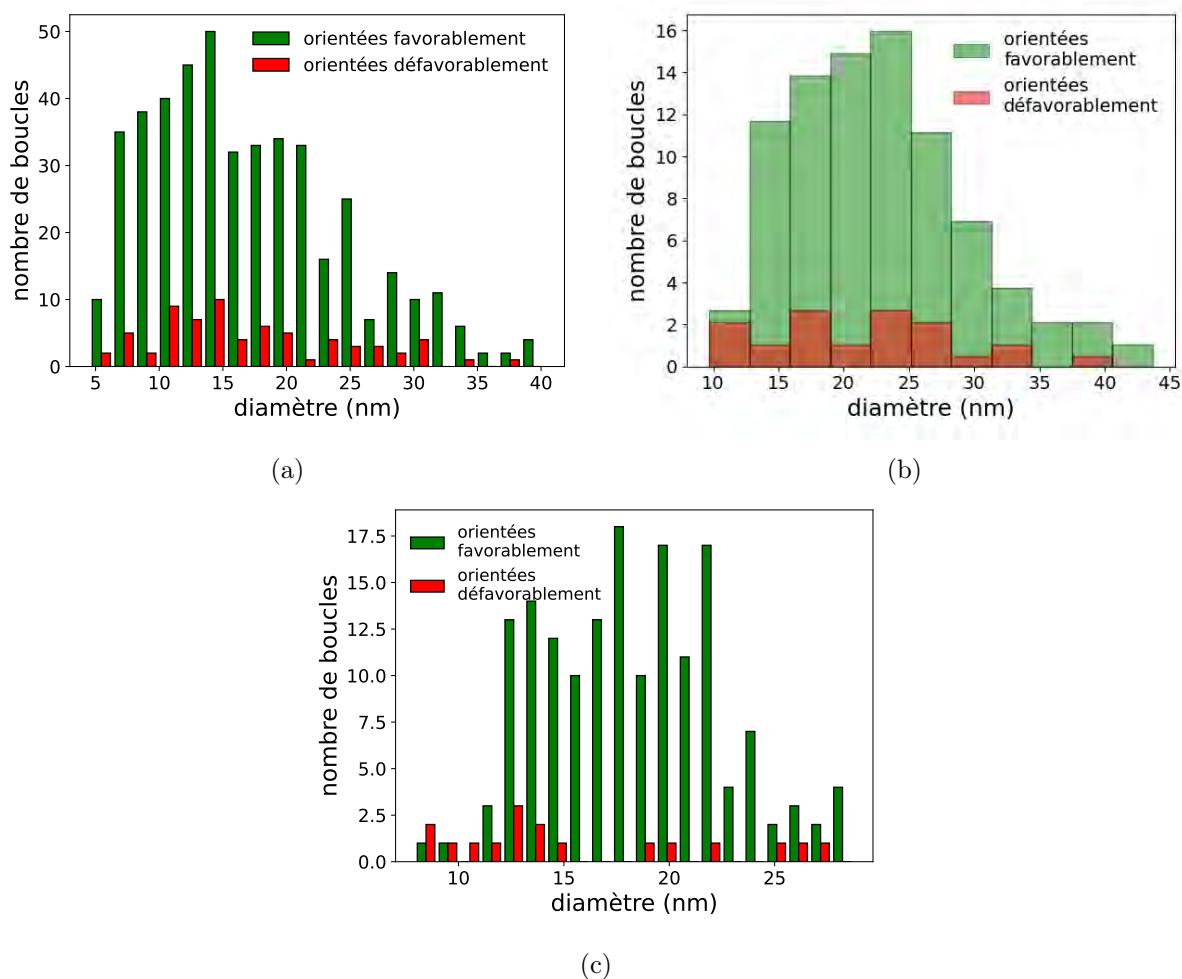 orientées favorablement
orientées défavorablement
nombre de boucles
50
40
30
20
10
0
5 10 15 20 25 30 35 40
diamètre (nm)
(a)
orientées
favorablement
orientées
défavorablement
nombre de boucles
16
14
12
10
8
6
4
2
0
10 15 20 25 30 35 40 45
diamètre (nm)
(b)
orientées
favorablement
orientées
défavorablement
nombre de boucles
17.5
15.0
12.5
10.0
7.5
5.0
2.5
0.0
10 15 20 25
diamètre (nm)
(c)